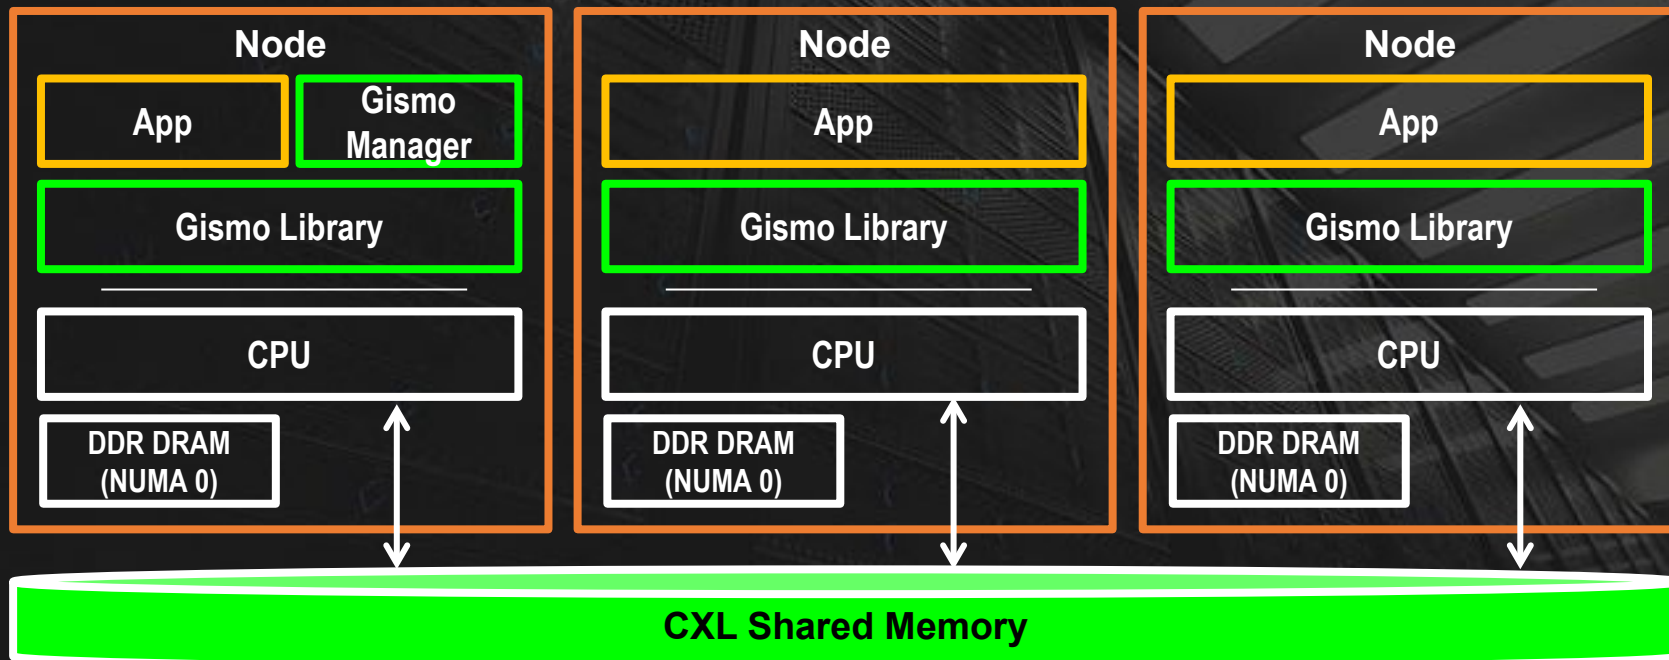 Node
App
Gismo
Manager
Gismo Library
CPU
DDR DRAM
(NUMA 0)
Node
App
Gismo Library
CPU
DDR DRAM
(NUMA 0)
Node
App
Gismo Library
CPU
DDR DRAM
(NUMA 0)
CXL Shared Memory